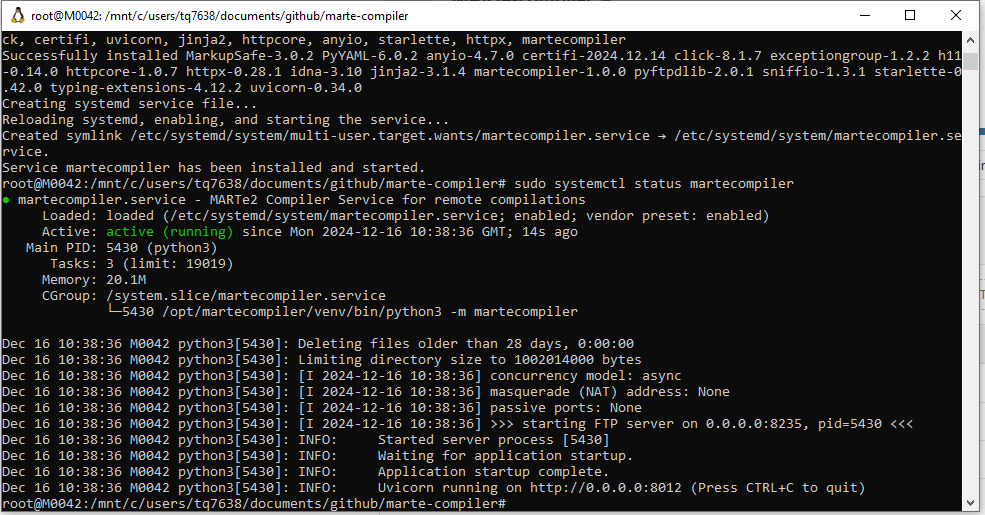 root@M0042: /mnt/c/users/tq7638/documents/github/marte-compiler
ck, certifi, uvicorn, jinja2, httpcore, anyio, starlette, httpx, martecompiler
Successfully installed MarkupSafe-3.0.2 PyYAML-6.0.2 anyio-4.7.0 certifi-2024.12.14 click-8.1.7 exceptiongroup-1.2.2 h11
-0.14.0 httpcore-1.0.7 httpx-0.28.1 idna-3.10 jinja2-3.1.4 martecompiler-1.0.0 pyftpdlib-2.0.1 sniffio-1.3.1 starlette-0
.42.0 typing-extensions-4.12.2 uvicorn-0.34.0
Creating systemd service file...
Reloading systemd, enabling, and starting the service...
Created symlink /etc/systemd/system/multi-user.target.wants/martecompiler.service → /etc/systemd/system/martecompiler.se
rvice.
Service martecompiler has been installed and started.
root@M0042:/mnt/c/users/tq7638/documents/github/marte-compiler# sudo systemctl status martecompiler
● martecompiler.service - MARTe2 Compiler Service for remote compilations
Loaded: loaded (/etc/systemd/system/martecompiler.service; enabled; vendor preset: enabled)
Active: active (running) since Mon 2024-12-16 10:38:36 GMT; 14s ago
Main PID: 5430 (python3)
Tasks: 3 (limit: 19019)
Memory: 20.1M
CGroup: /system.slice/martecompiler.service
└─5430 /opt/martecompiler/venv/bin/python3 -m martecompiler
Dec 16 10:38:36 M0042 python3[5430]: Deleting files older than 28 days, 0:00:00
Dec 16 10:38:36 M0042 python3[5430]: Limiting directory size to 1002014000 bytes
Dec 16 10:38:36 M0042 python3[5430]: [I 2024-12-16 10:38:36] concurrency model: async
Dec 16 10:38:36 M0042 python3[5430]: [I 2024-12-16 10:38:36] masquerade (NAT) address: None
Dec 16 10:38:36 M0042 python3[5430]: [I 2024-12-16 10:38:36] passive ports: None
Dec 16 10:38:36 M0042 python3[5430]: [I 2024-12-16 10:38:36] >>> starting FTP server on 0.0.0.0:8235, pid=5430 <<<
Dec 16 10:38:36 M0042 python3[5430]: INFO:     Started server process [5430]
Dec 16 10:38:36 M0042 python3[5430]: INFO:     Waiting for application startup.
Dec 16 10:38:36 M0042 python3[5430]: INFO:     Application startup complete.
Dec 16 10:38:36 M0042 python3[5430]: INFO:     Uvicorn running on http://0.0.0.0:8012 (Press CTRL+C to quit)
root@M0042:/mnt/c/users/tq7638/documents/github/marte-compiler#